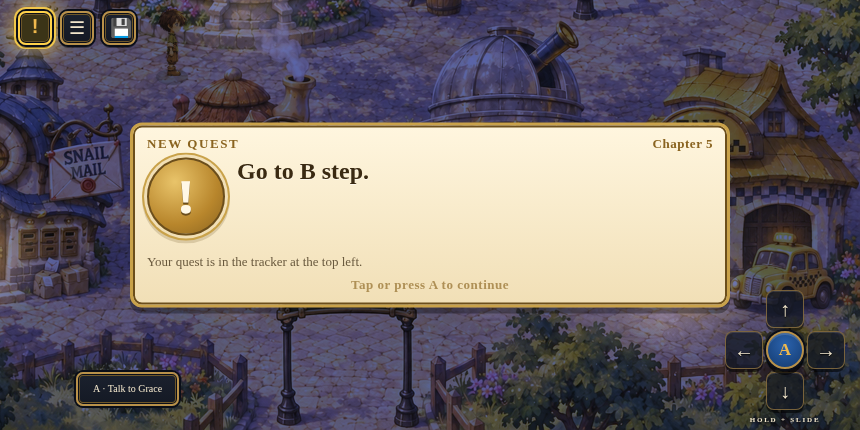 !
☰
NEW QUEST
Chapter 5
!
Go to B step.
Your quest is in the tracker at the top left.
Tap or press A to continue
SNAIL
MAIL
A · Talk to Grace
↑
← A →
↓
HOLD + SLIDE